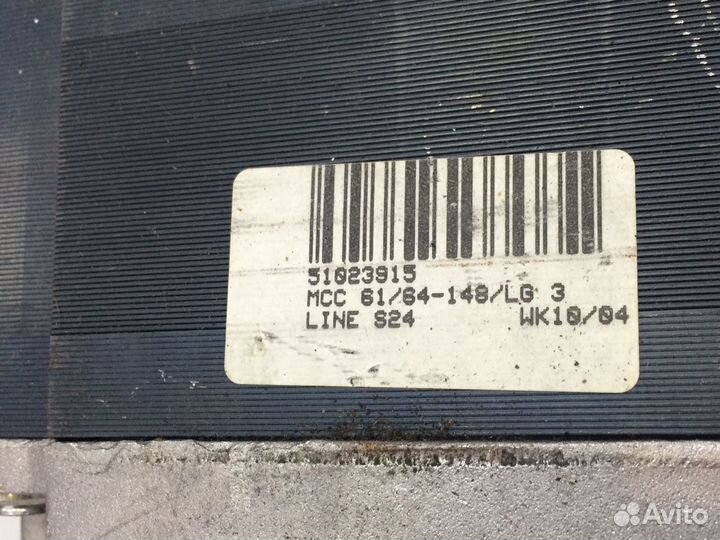 51023915
MCC 61/64-148/LG 3
LINE S24 WK10/04
Avito